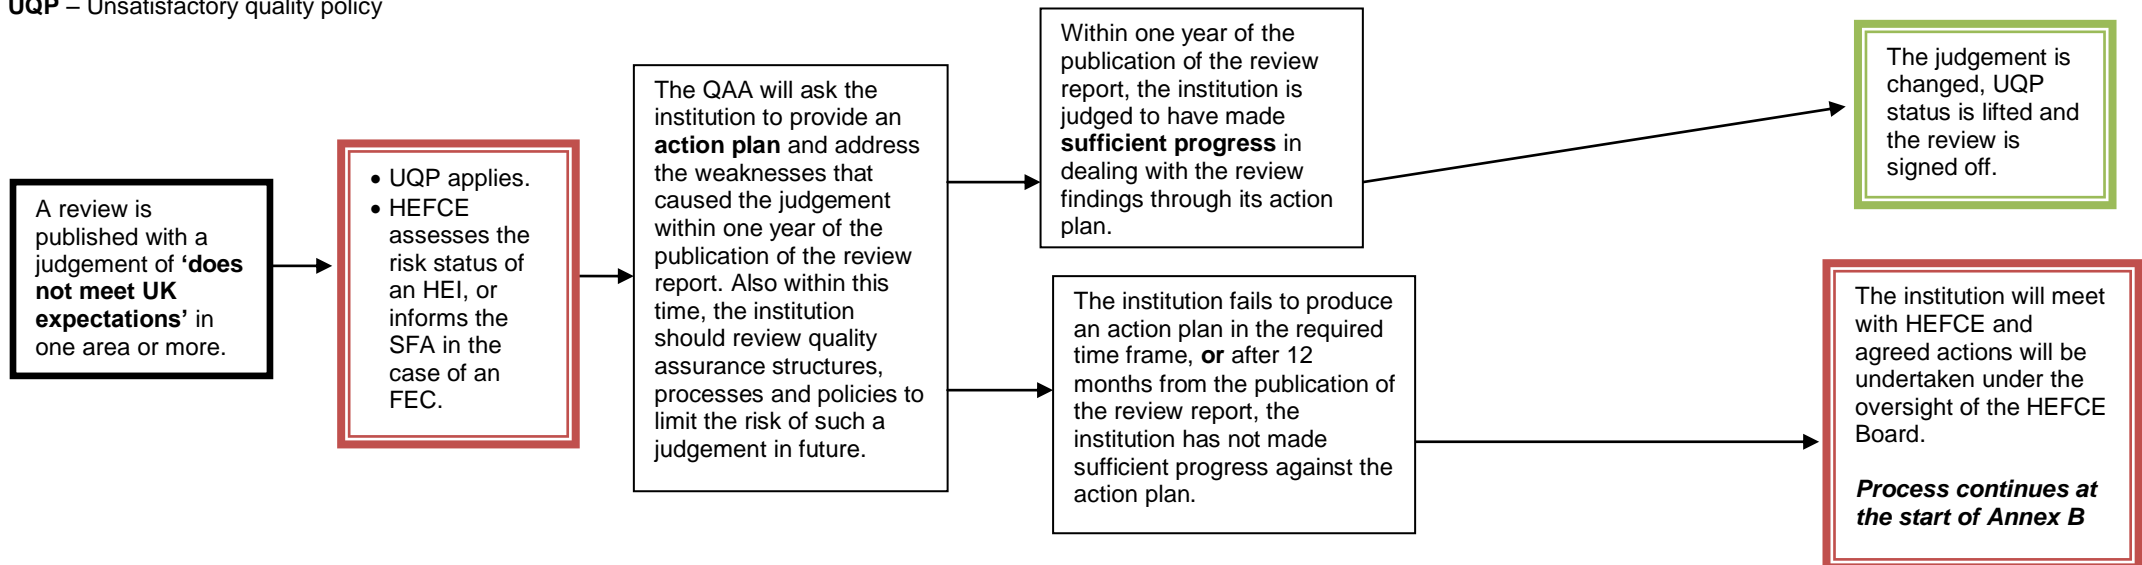 UQP – Unsatisfactory quality policy
A review is
published with a
judgement of ‘does
not meet UK
expectations’ in
one area or more.
• UQP applies.
• HEFCE
assesses the
risk status of
an HEI, or
informs the
SFA in the
case of an
FEC.
The QAA will ask the
institution to provide an
action plan and address
the weaknesses that
caused the judgement
within one year of the
publication of the review
report. Also within this
time, the institution
should review quality
assurance structures,
processes and policies to
limit the risk of such a
judgement in future.
Within one year of the
publication of the review
report, the institution is
judged to have made
sufficient progress in
dealing with the review
findings through its action
plan.
The judgement is
changed, UQP
status is lifted and
the review is
signed off.
The institution fails to produce
an action plan in the required
time frame, or after 12
months from the publication of
the review report, the
institution has not made
sufficient progress against the
action plan.
The institution will meet
with HEFCE and
agreed actions will be
undertaken under the
oversight of the HEFCE
Board.
Process continues at
the start of Annex B